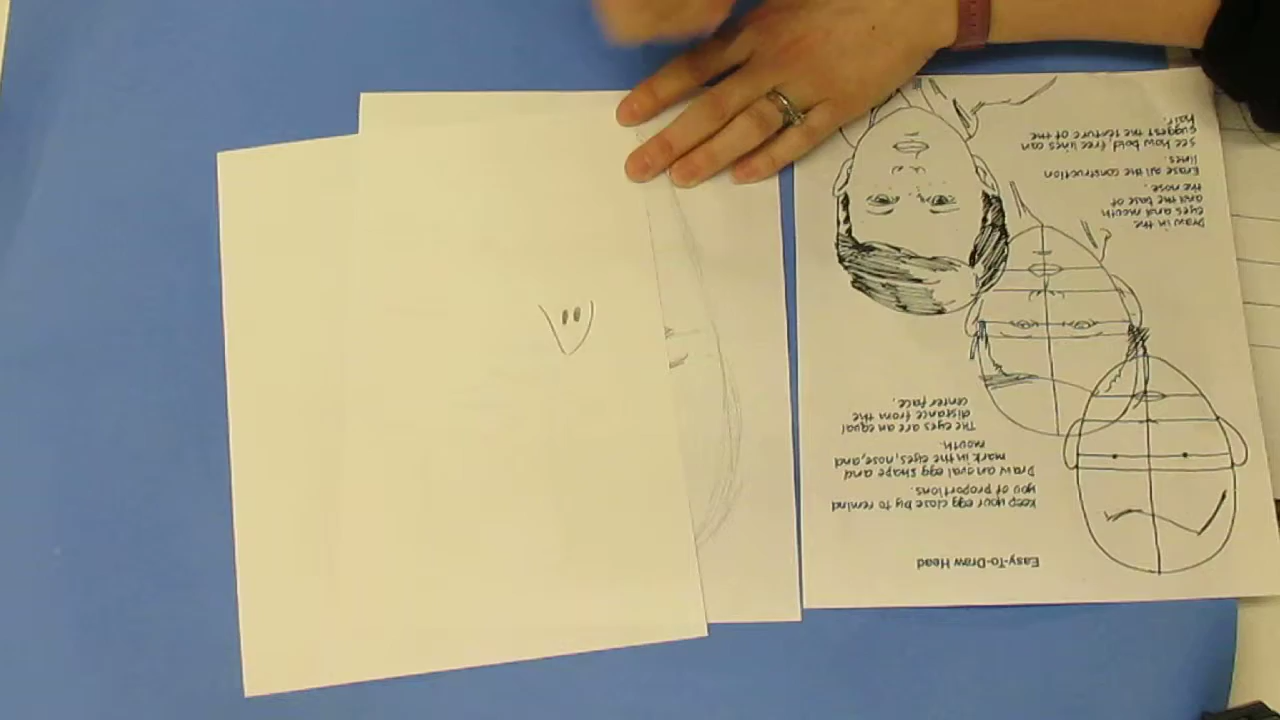 Easy-To-Draw Head
Keep your egg close by to remind
you of proportions.
Draw an oval egg shape and
mark in the eyes, nose, and
mouth.
The eyes are an equal
distance from the
center face.
Draw in the
eyes and mouth
and the base of
the nose.
Erase all the construction
lines.
See how bold, free lines can
suggest the texture of the
hair.